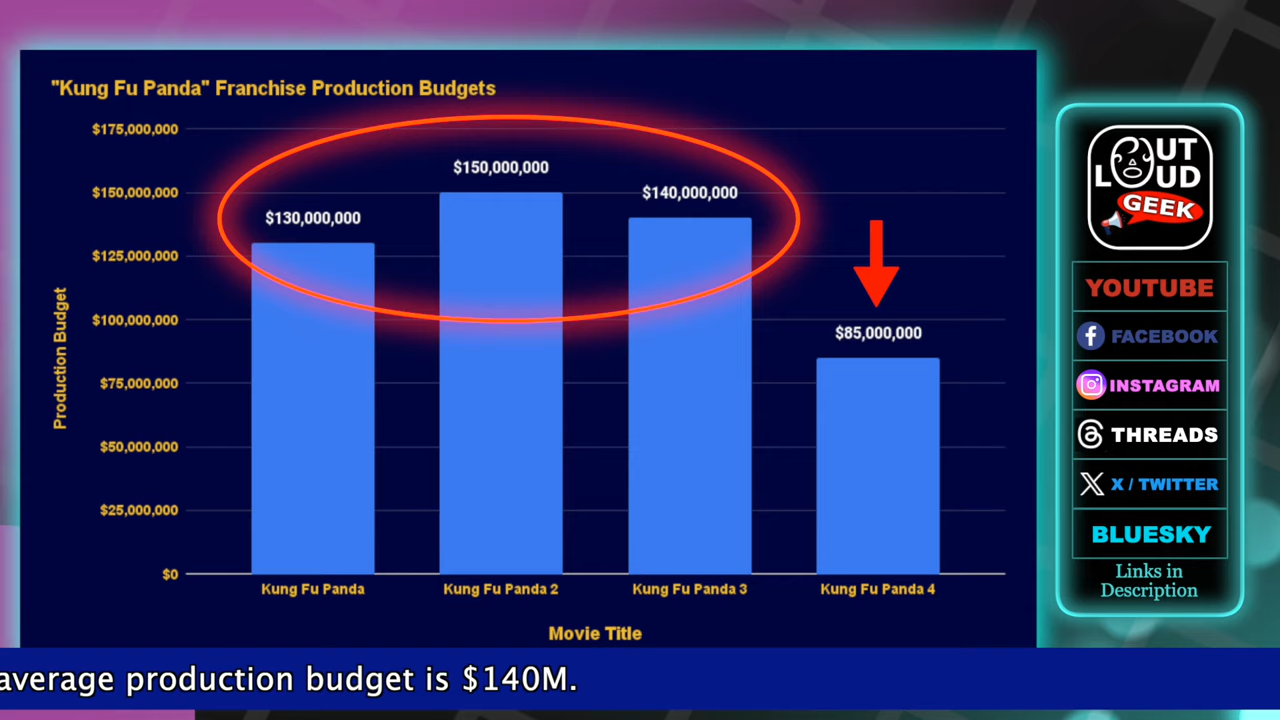 "Kung Fu Panda" Franchise Production Budgets
$175,000,000
$150,000,000
$125,000,000
$100,000,000
$75,000,000
$50,000,000
$25,000,000
$0
Production Budget
$130,000,000
$150,000,000
$140,000,000
$85,000,000
Kung Fu Panda
Kung Fu Panda 2
Kung Fu Panda 3
Kung Fu Panda 4
Movie Title
OUT
LOUD
GEEK
YOUTUBE
FACEBOOK
INSTAGRAM
THREADS
X / TWITTER
BLUESKY
Links in
Description
average production budget is $140M.